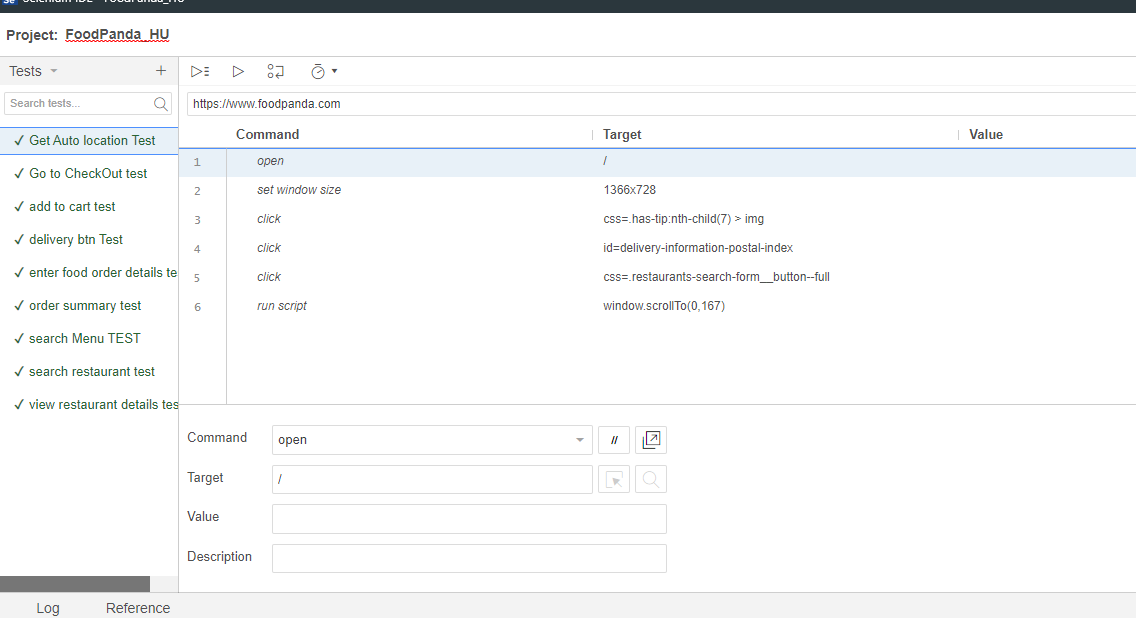 Selenium IDE - FoodPanda_HU
Project: FoodPanda_HU
Tests
Search tests...
https://www.foodpanda.com
Command Target Value
✓ Get Auto location Test
✓ Go to CheckOut test
✓ add to cart test
✓ delivery btn Test
✓ enter food order details te
✓ order summary test
✓ search Menu TEST
✓ search restaurant test
✓ view restaurant details tes
1 open /
2 set window size 1366x728
3 click css=.has-tip:nth-child(7) > img
4 click id=delivery-information-postal-index
5 click css=.restaurants-search-form__button--full
6 run script window.scrollTo(0,167)
Command open //
Target /
Value
Description
Log Reference